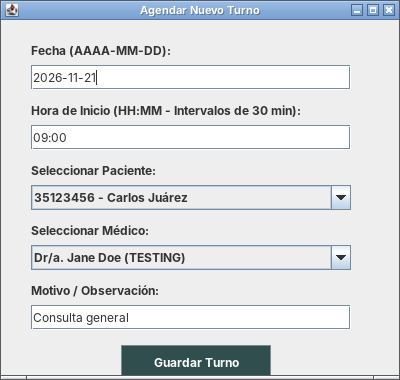 Agendar Nuevo Turno
Fecha (AAAA-MM-DD):
2026-11-21
Hora de Inicio (HH:MM - Intervalos de 30 min):
09:00
Seleccionar Paciente:
35123456 - Carlos Juárez
Seleccionar Médico:
Dr/a. Jane Doe (TESTING)
Motivo / Observación:
Consulta general
Guardar Turno